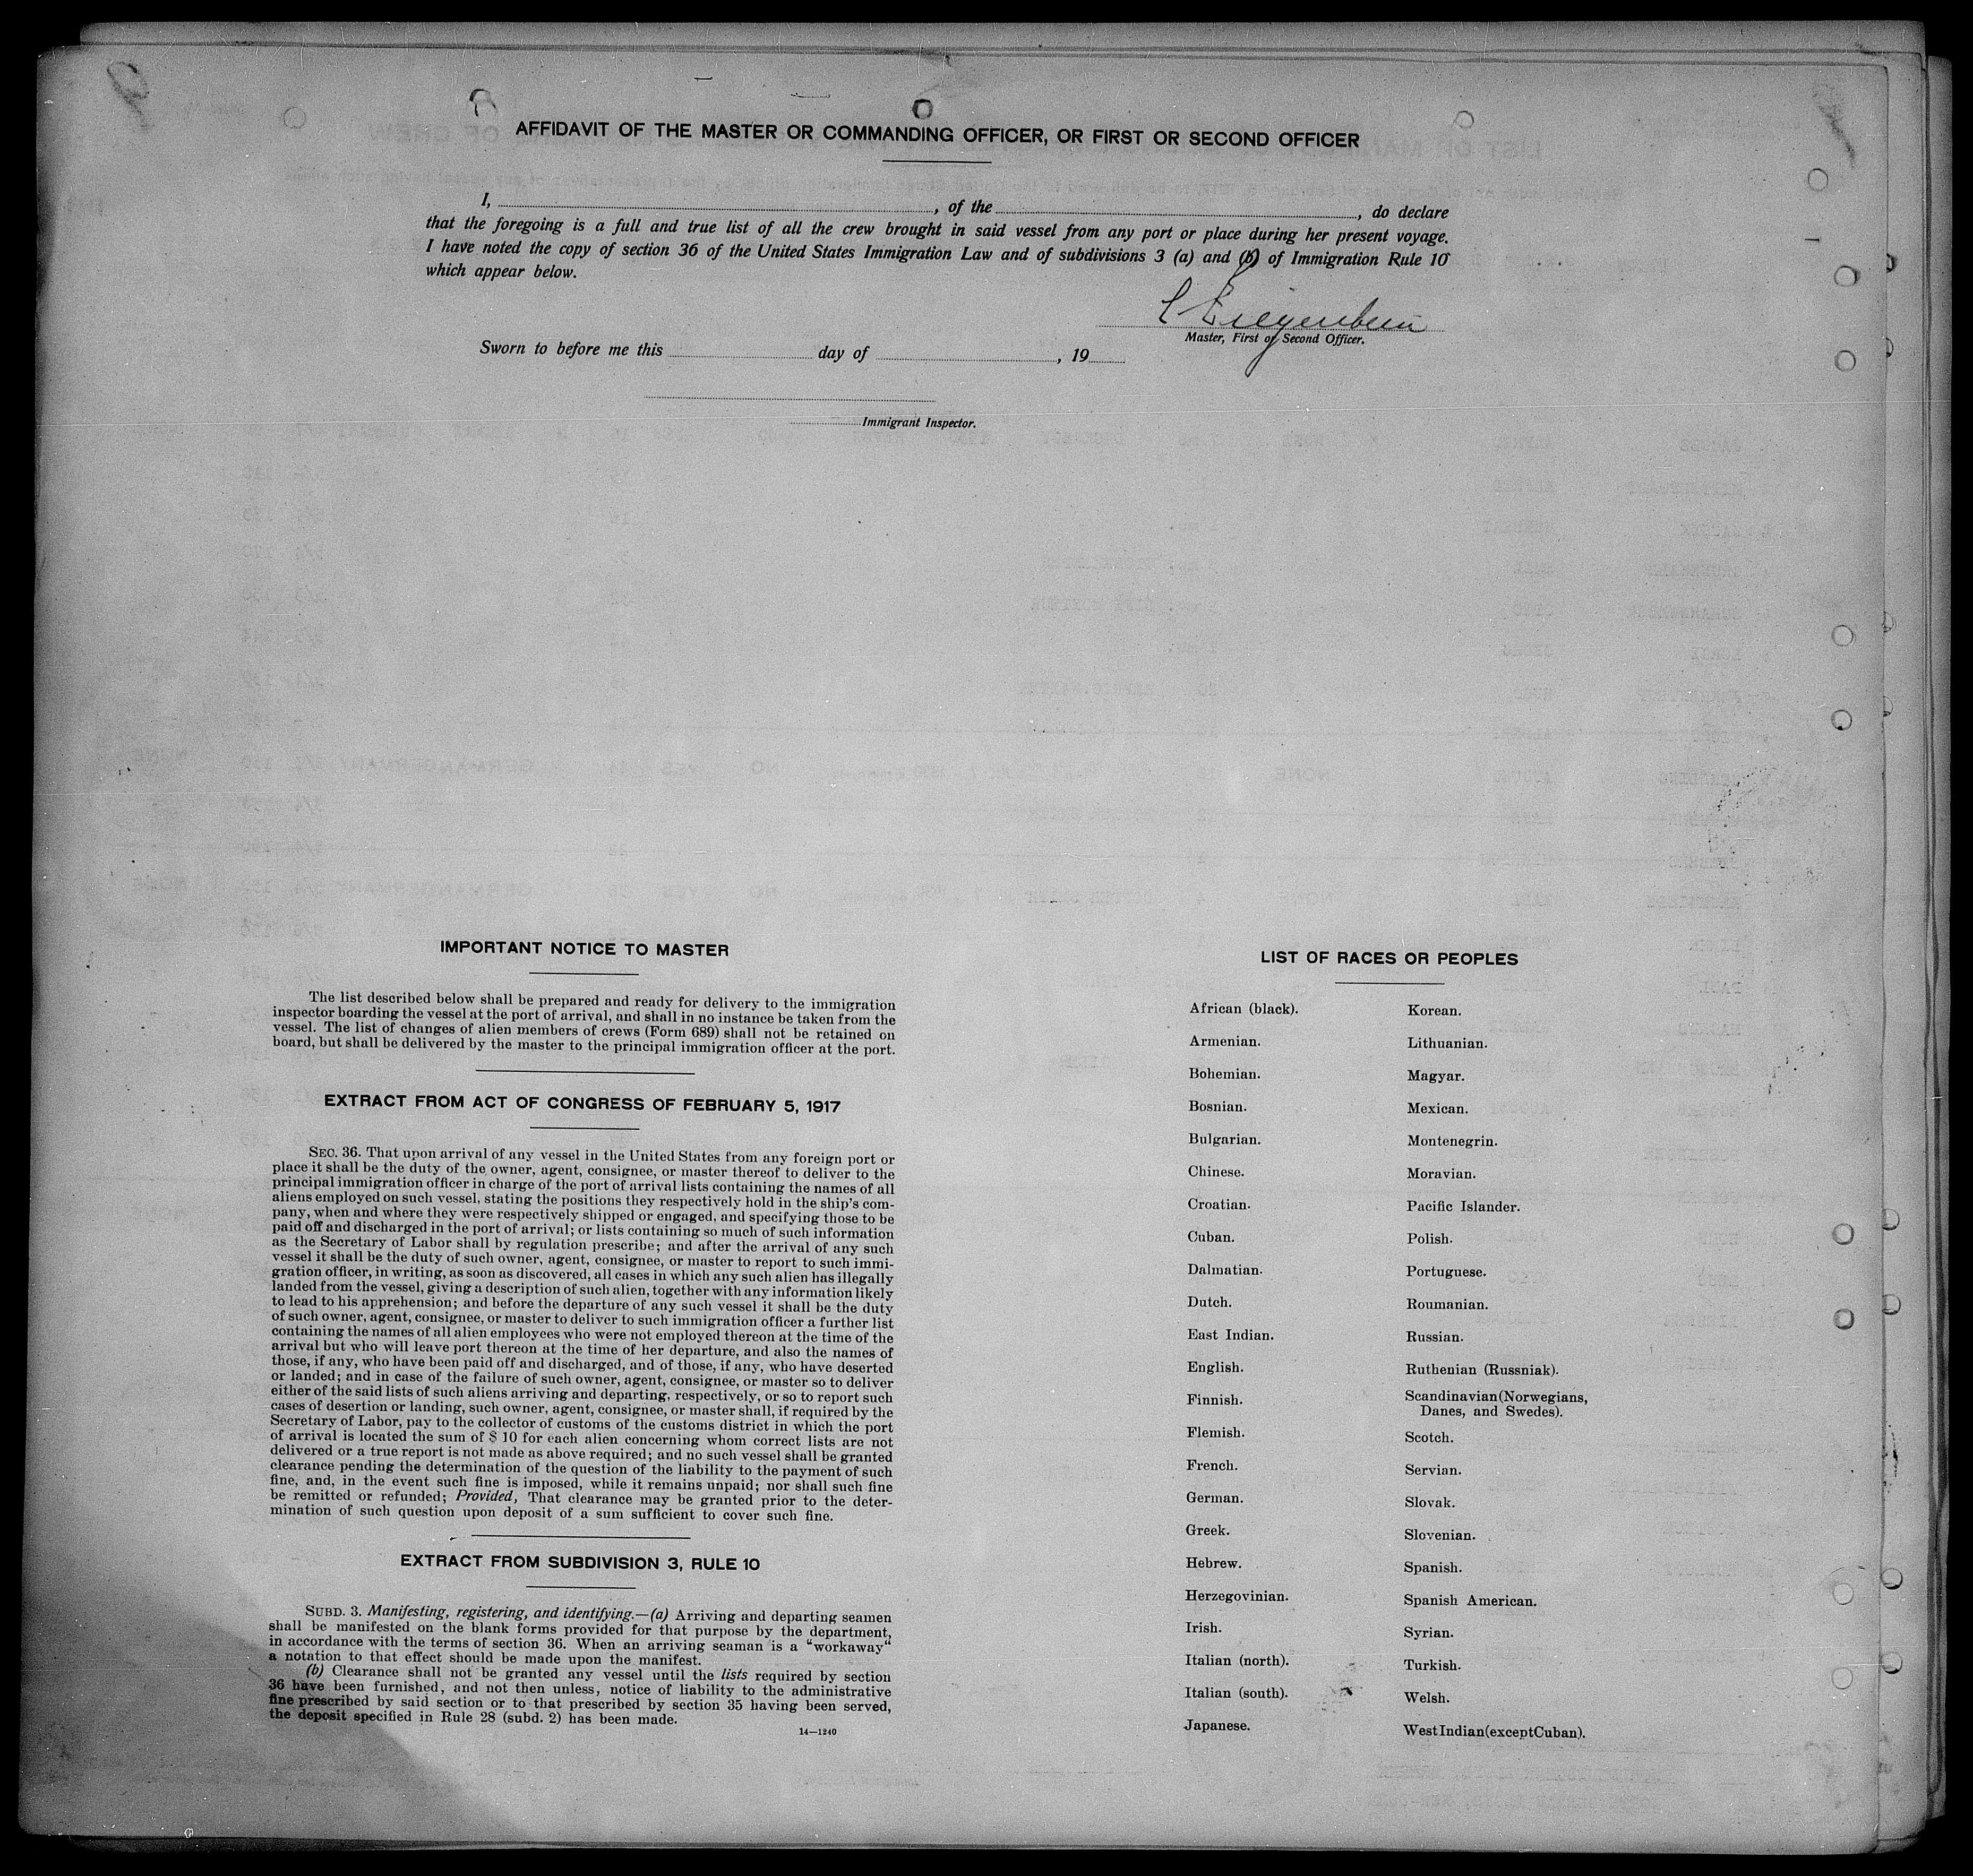 AFFIDAVIT OF THE MASTER OR COMMANDING OFFICER, OR FIRST OR SECOND OFFICER
I, , of the , do declare
that the foregoing is a full and true list of all the crew brought in said vessel from any port or place during her present voyage.
I have noted the copy of section 36 of the United States Immigration Law and of subdivisions 3 (a) and (b) of Immigration Rule 10
which appear below.
Master, First or Second Officer.
Sworn to before me this day of , 19
Immigrant Inspector.
IMPORTANT NOTICE TO MASTER
The list described below shall be prepared and ready for delivery to the immigration
inspector boarding the vessel at the port of arrival, and shall in no instance be taken from the
vessel. The list of changes of alien members of crews (Form 689) shall not be retained on
board, but shall be delivered by the master to the principal immigration officer at the port.
EXTRACT FROM ACT OF CONGRESS OF FEBRUARY 5, 1917
SEC. 36. That upon arrival of any vessel in the United States from any foreign port or
place it shall be the duty of the owner, agent, consignee, or master thereof to deliver to the
principal immigration officer in charge of the port of arrival lists containing the names of all
aliens employed on such vessel, stating the positions they respectively hold in the ship's com-
pany, when and where they were respectively shipped or engaged, and specifying those to be
paid off and discharged in the port of arrival; or lists containing so much of such information
as the Secretary of Labor shall by regulation prescribe; and after the arrival of any such
vessel it shall be the duty of such owner, agent, consignee, or master to report to such immi-
gration officer, in writing, as soon as discovered, all cases in which any such alien has illegally
landed from the vessel, giving a description of such alien, together with any information likely
to lead to his apprehension; and before the departure of any such vessel it shall be the duty
of such owner, agent, consignee, or master to deliver to such immigration officer a further list
containing the names of all alien employees who were not employed thereon at the time of the
arrival but who will leave port thereon at the time of her departure, and also the names of
those, if any, who have been paid off and discharged, and of those, if any, who have deserted
or landed; and in case of the failure of such owner, agent, consignee, or master so to deliver
either of the said lists of such aliens arriving and departing, respectively, or so to report such
cases of desertion or landing, such owner, agent, consignee, or master shall, if required by the
Secretary of Labor, pay to the collector of customs of the customs district in which the port
of arrival is located the sum of $ 10 for each alien concerning whom correct lists are not
delivered or a true report is not made as above required; and no such vessel shall be granted
clearance pending the determination of the question of the liability to the payment of such
fine, and, in the event such fine is imposed, while it remains unpaid; nor shall such fine
be remitted or refunded; Provided, That clearance may be granted prior to the deter-
mination of such question upon deposit of a sum sufficient to cover such fine.
EXTRACT FROM SUBDIVISION 3, RULE 10
SUBD. 3. Manifesting, registering, and identifying.—(a) Arriving and departing seamen
shall be manifested on the blank forms provided for that purpose by the department,
in accordance with the terms of section 36. When an arriving seaman is a "workaway"
a notation to that effect should be made upon the manifest.
(b) Clearance shall not be granted any vessel until the lists required by section
36 have been furnished, and not then unless, notice of liability to the administrative
fine prescribed by said section or to that prescribed by section 35 having been served,
the deposit specified in Rule 28 (subd. 2) has been made.
14—1240
LIST OF RACES OR PEOPLES
African (black).
Armenian.
Bohemian.
Bosnian.
Bulgarian.
Chinese.
Croatian.
Cuban.
Dalmatian.
Dutch.
East Indian.
English.
Finnish.
Flemish.
French.
German.
Greek.
Hebrew.
Herzegovinian.
Irish.
Italian (north).
Italian (south).
Japanese.
Korean.
Lithuanian.
Magyar.
Mexican.
Montenegrin.
Moravian.
Pacific Islander.
Polish.
Portuguese.
Roumanian.
Russian.
Ruthenian (Russniak).
Scandinavian (Norwegians,
Danes, and Swedes).
Scotch.
Servian.
Slovak.
Slovenian.
Spanish.
Spanish American.
Syrian.
Turkish.
Welsh.
West Indian (except Cuban).